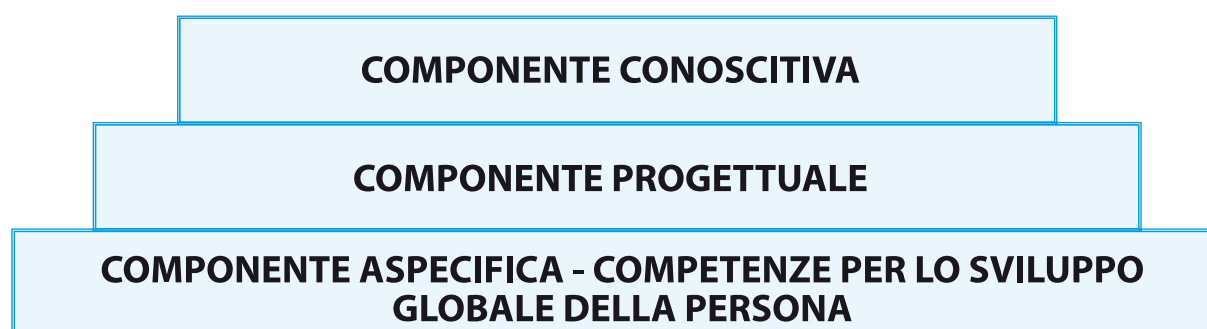 COMPONENTE CONOSCITIVA
COMPONENTE PROGETTUALE
COMPONENTE ASPECIFICA - COMPETENZE PER LO SVILUPPO
GLOBALE DELLA PERSONA